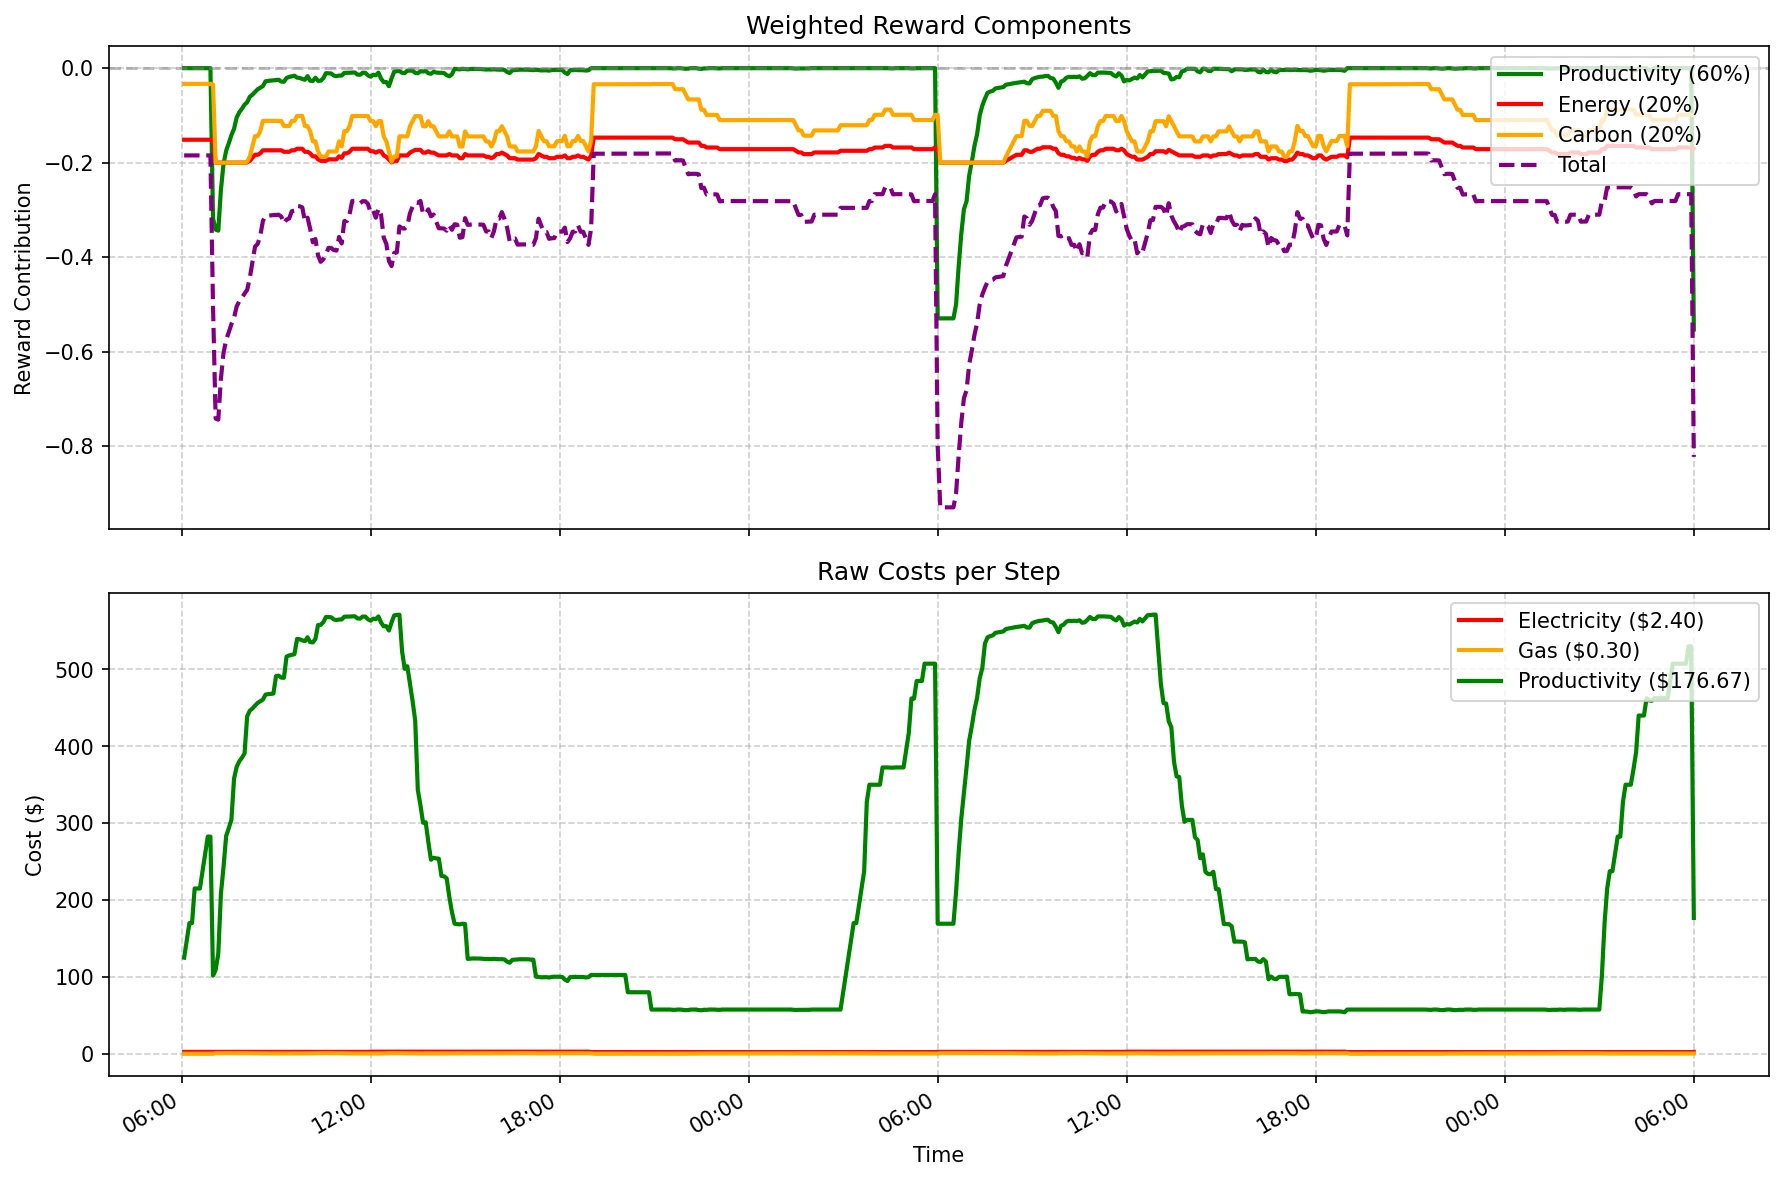 Weighted Reward Components
Reward Contribution
0.0
−0.2
−0.4
−0.6
−0.8
Productivity (60%)
Energy (20%)
Carbon (20%)
Total
Raw Costs per Step
Cost ($)
500
400
300
200
100
0
Electricity ($2.40)
Gas ($0.30)
Productivity ($176.67)
06:00 12:00 18:00 00:00 06:00 12:00 18:00 00:00 06:00
Time